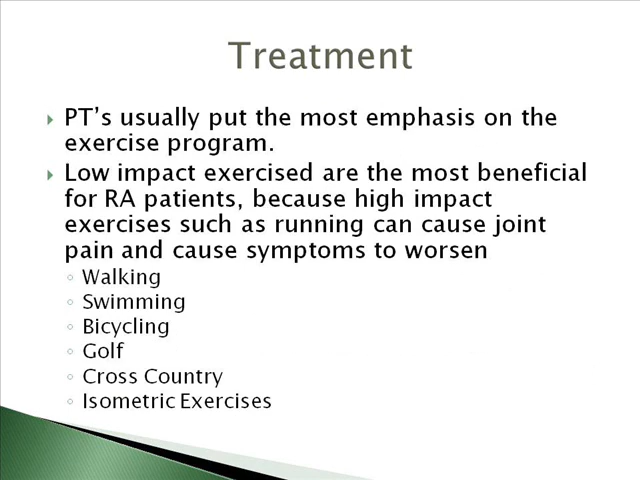 Treatment
PT’s usually put the most emphasis on the
exercise program.
Low impact exercised are the most beneficial
for RA patients, because high impact
exercises such as running can cause joint
pain and cause symptoms to worsen
Walking
Swimming
Bicycling
Golf
Cross Country
Isometric Exercises